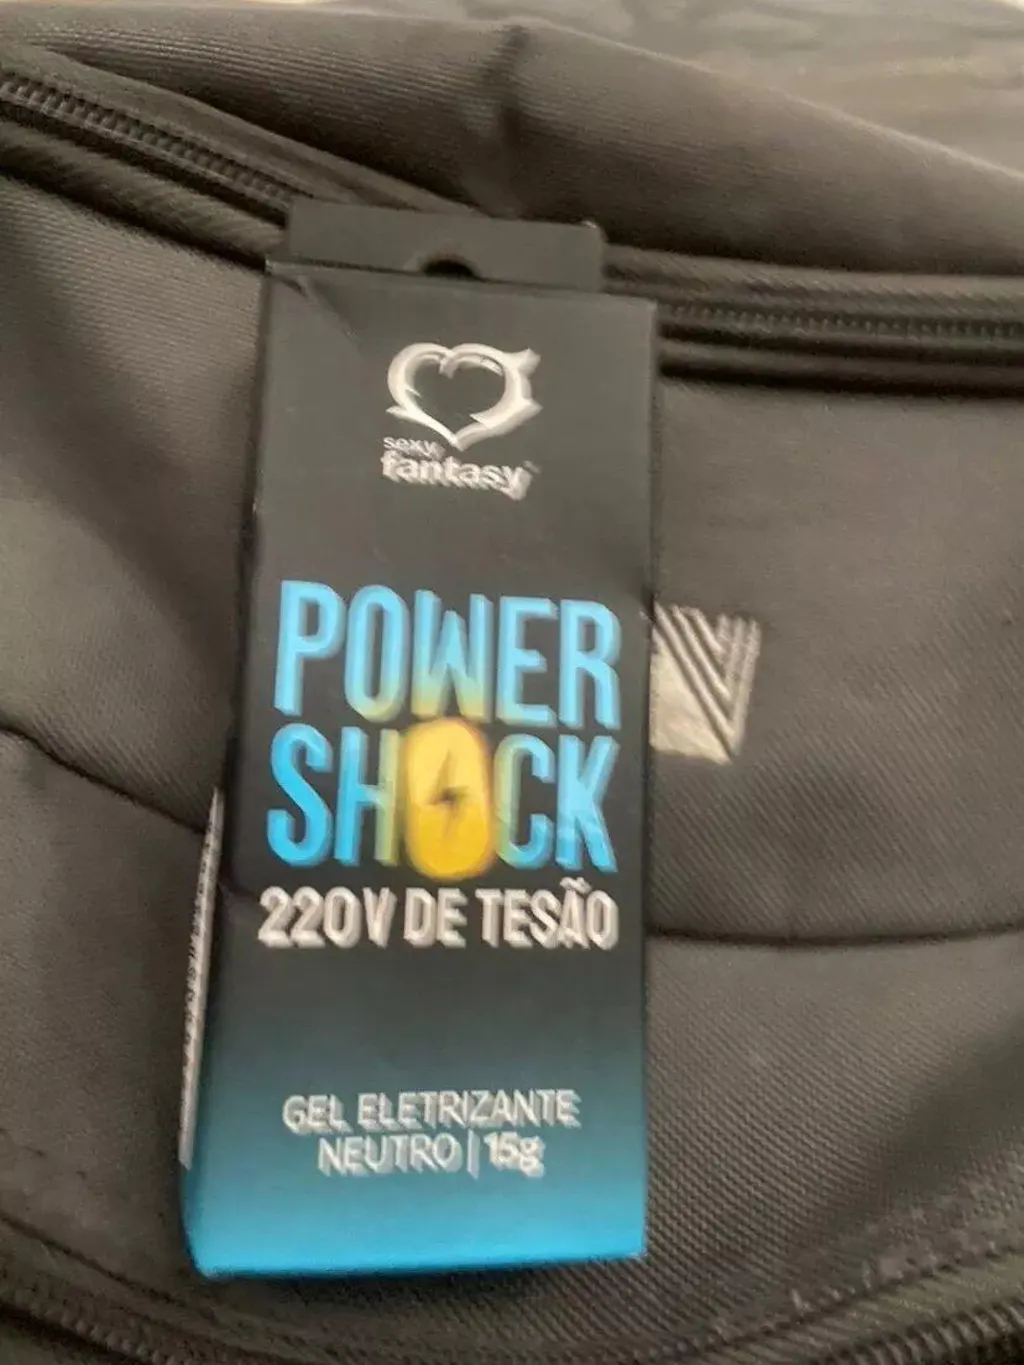 sexy
fantasy
POWER
SHOCK
220V DE TESÃO
GEL ELETRIZANTE
NEUTRO | 15g